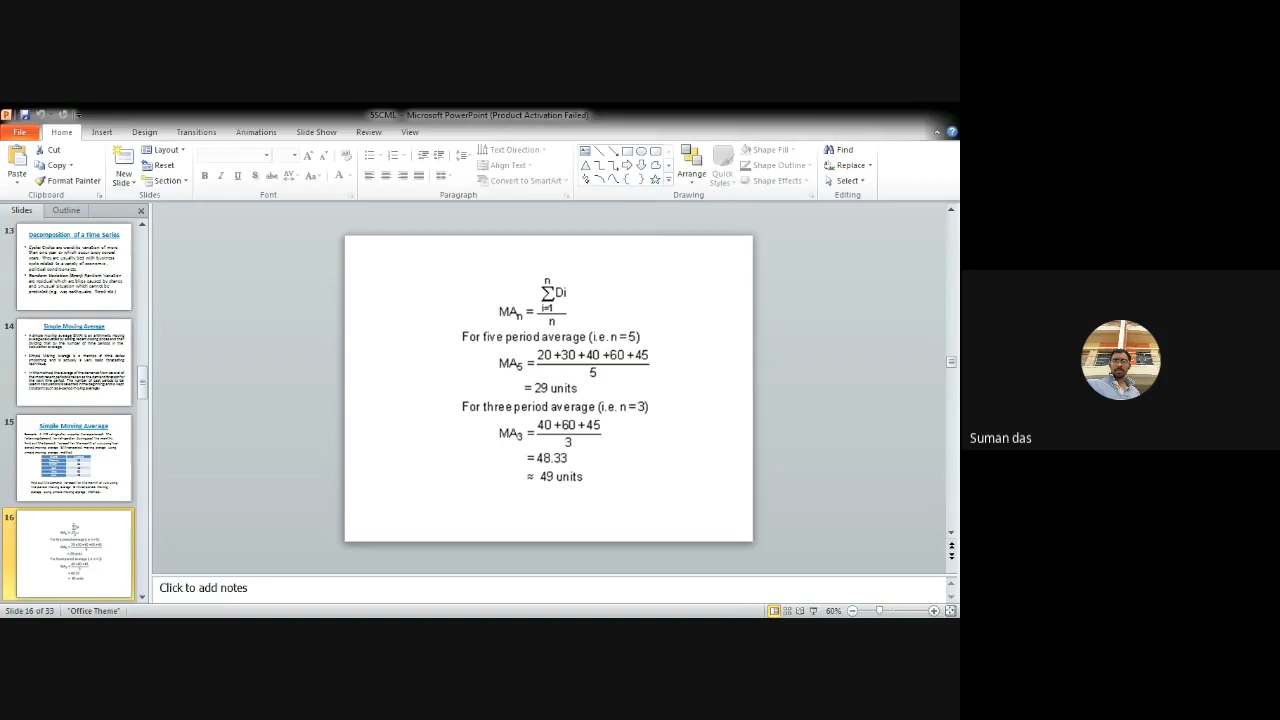 SSCML - Microsoft PowerPoint (Product Activation Failed)
File Home Insert Design Transitions Animations Slide Show Review View
Cut
Copy
Format Painter
Paste
Clipboard
New
Slide
Layout
Reset
Section
Slides
B I U S abc AV Aa A
Font
Text Direction
Align Text
Convert to SmartArt
Paragraph
Arrange
Quick
Styles
Shape Fill
Shape Outline
Shape Effects
Drawing
Find
Replace
Select
Editing
Slides Outline
13
Decomposition of a Time Series
14
Simple Moving Average
15
Simple Moving Average
16
n
∑Di
i=1
MAn =
n
For five period average (i.e. n = 5)
MA5 = 20 +30 +40 +60 +45
5
= 29 units
For three period average (i.e. n = 3)
MA3 = 40 +60 +45
3
= 48.33
≈ 49 units
Click to add notes
Slide 16 of 33 "Office Theme" 60%
Suman das